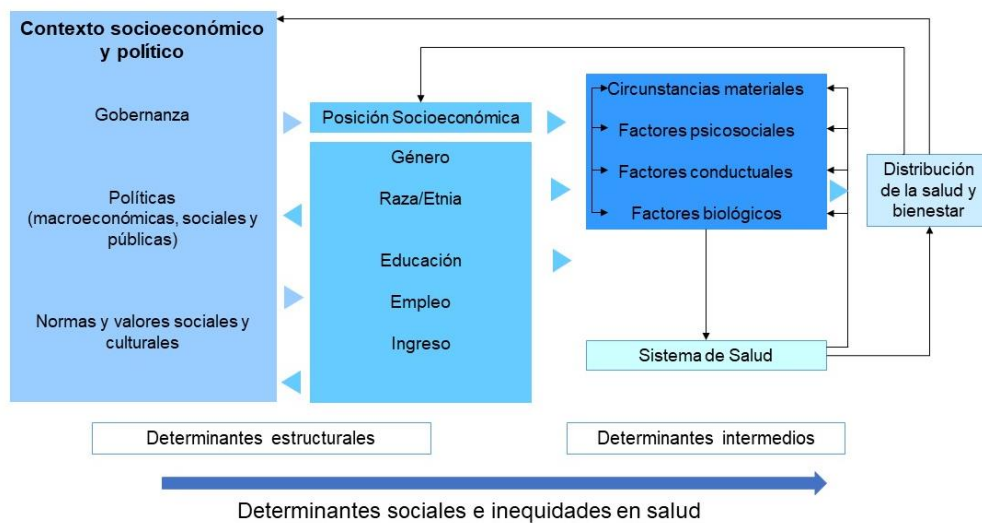 Contexto socioeconómico
y político
Gobernanza
Políticas
(macroeconómicas, sociales y
públicas)
Normas y valores sociales y
culturales
Posición Socioeconómica
Género
Raza/Etnia
Educación
Empleo
Ingreso
Circunstancias materiales
Factores psicosociales
Factores conductuales
Factores biológicos
Sistema de Salud
Distribución
de la salud y
bienestar
Determinantes estructurales
Determinantes intermedios
Determinantes sociales e inequidades en salud